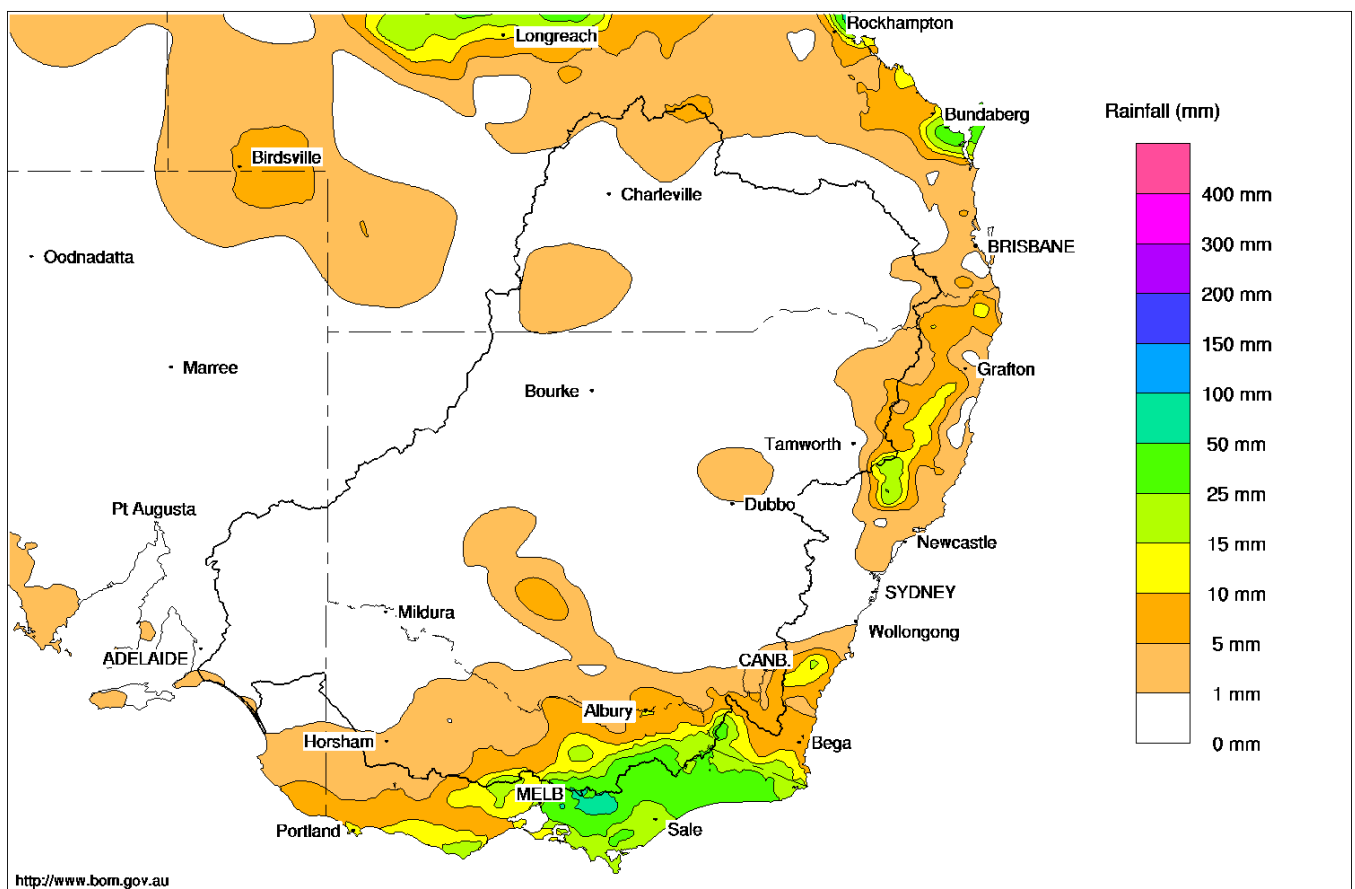 Rockhampton
Longreach
Rainfall (mm)
Bundaberg
Birdsville
Charleville
400 mm
BRISBANE
300 mm
Oodnadatta
200 mm
150 mm
Marree
Grafton
Bourke
100 mm
Tamworth
50 mm
25 mm
Dubbo
Pt Augusta
Newcastle
15 mm
SYDNEY
10 mm
Mildura
Wollongong
5 mm
ADELAIDE
CANB.
1 mm
Albury
Horsham
Bega
0 mm
MELB
Portland
Sale
http://www.bom.gov.au